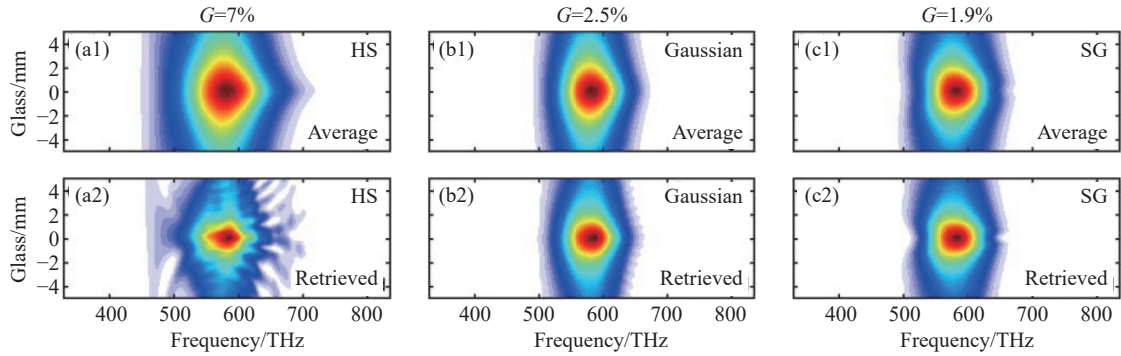 G=7% G=2.5% G=1.9%
4 (a1) HS (b1) Gaussian (c1) SG
2
0
−2
−4 Average Average Average
Glass/mm
4 (a2) HS (b2) Gaussian (c2) SG
2
0
−2
−4 Retrieved Retrieved Retrieved
Glass/mm
400 500 600 700 800 400 500 600 700 800 400 500 600 700 800
Frequency/THz Frequency/THz Frequency/THz